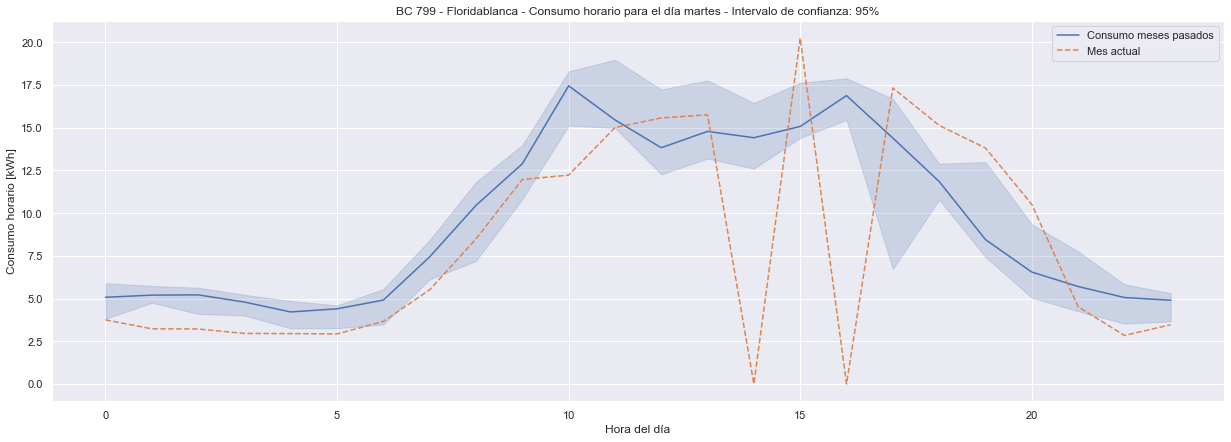 BC 799 - Floridablanca - Consumo horario para el día martes - Intervalo de confianza: 95%
Consumo meses pasados
Mes actual
Consumo horario [kWh]
20.0
17.5
15.0
12.5
10.0
7.5
5.0
2.5
0.0
0 5 10 15 20
Hora del día